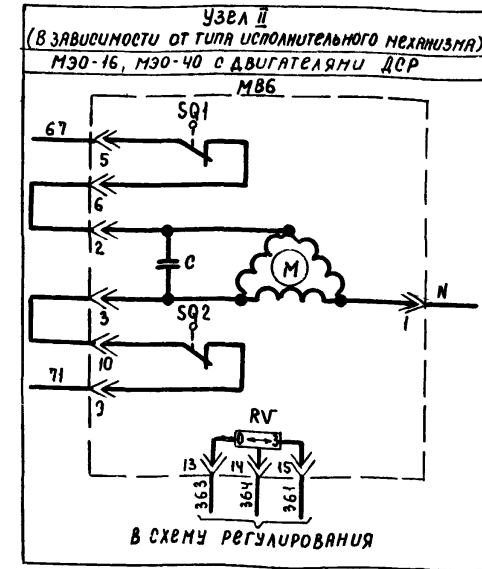 УЗЕЛ II
(В ЗАВИСИМОСТИ ОТ ТИПА ИСПОЛНИТЕЛЬНОГО МЕХАНИЗМА)
МЭО-16, МЭО-40 С ДВИГАТЕЛЯМИ ДСР
МВ6
SQ1
67
5
6
2
C
М
N
3
1
SQ2
10
71
Э
RV
0 3
13 14 15
363 364 361
В СХЕМУ РЕГУЛИРОВАНИЯ